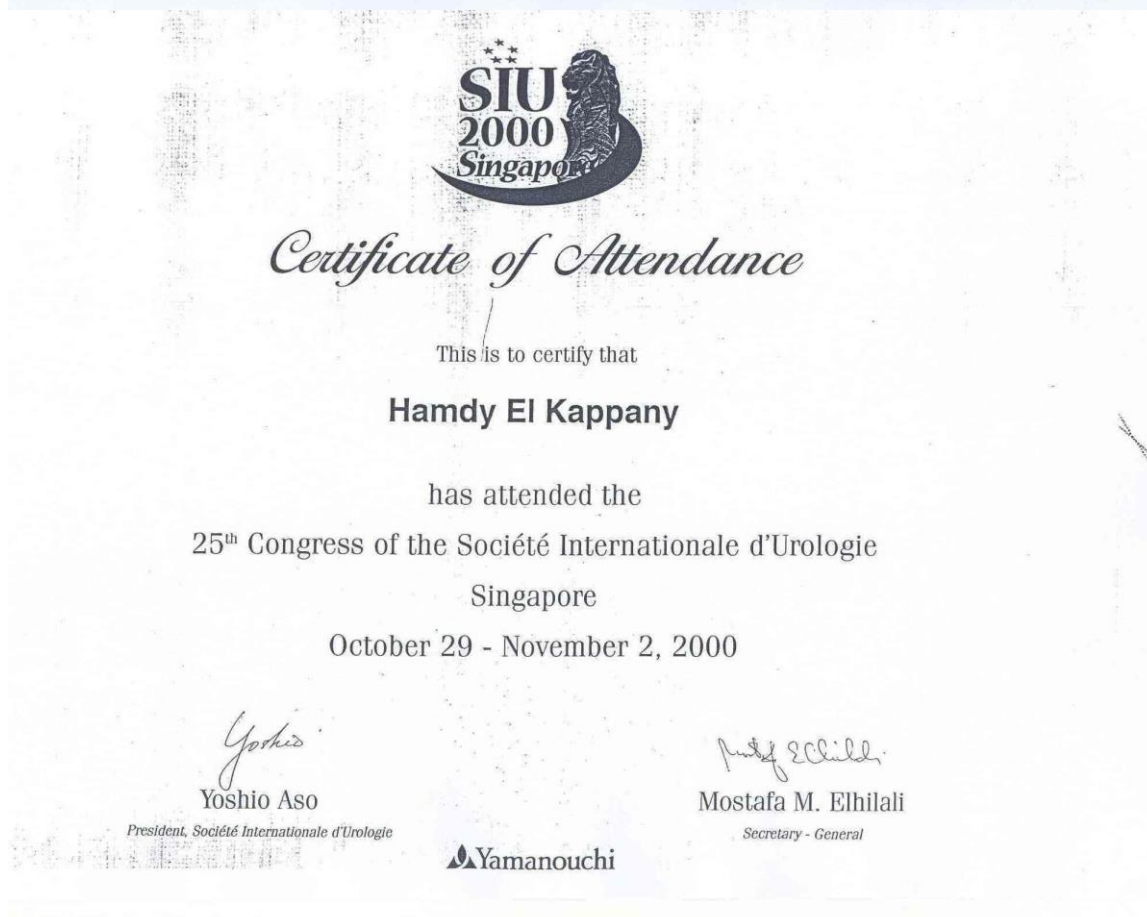 SIU
2000
Singapore
Certificate of Attendance
This is to certify that
Hamdy El Kappany
has attended the
25th Congress of the Société Internationale d'Urologie
Singapore
October 29 - November 2, 2000
Yoshio
Yoshio Aso
President, Société Internationale d'Urologie
Mostafa M. Elhilali
Secretary - General
Yamanouchi